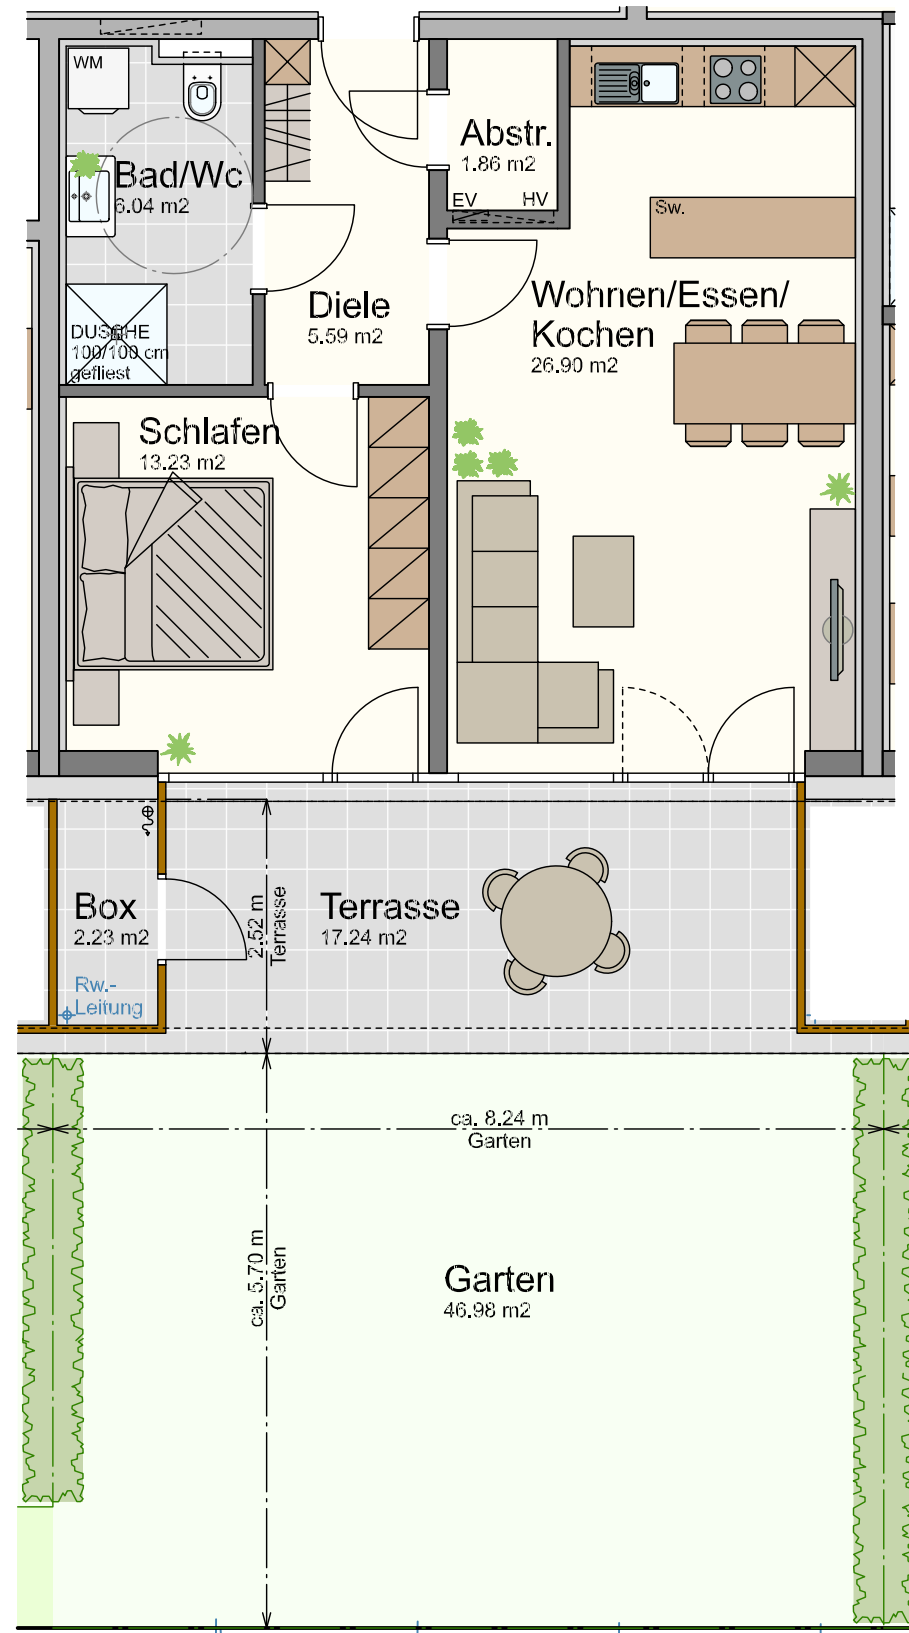 WM
Bad/Wc
6.04 m2
Abstr.
1.86 m2
EV
HV
Sw.
DUSCHE
100/100 cm
gefliest
Diele
5.59 m2
Wohnen/Essen/
Kochen
26.90 m2
Schlafen
13.23 m2
Box
2.23 m2
Rw.-
Leitung
2.52 m
Terrasse
Terrasse
17.24 m2
ca. 8.24 m
Garten
ca. 5.70 m
Garten
Garten
46.98 m2